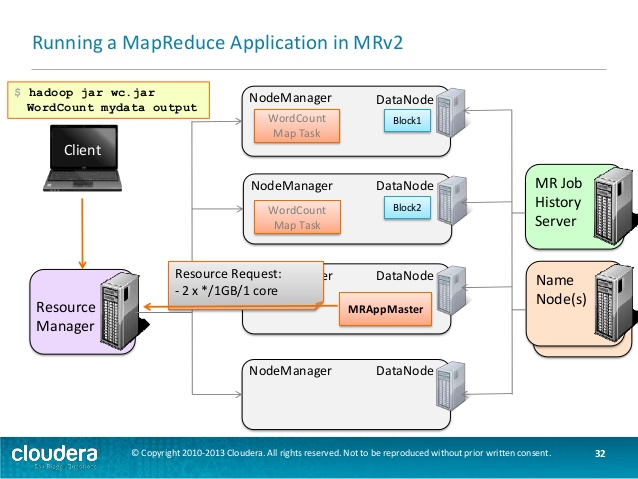 Running a MapReduce Application in MRv2
$ hadoop jar wc.jar
WordCount mydata output
Client
Resource
Manager
NodeManager
DataNode
WordCount
Map Task
Block1
NodeManager
DataNode
WordCount
Map Task
Block2
Resource Request:
- 2 x */1GB/1 core
er
DataNode
MRAppMaster
NodeManager
DataNode
MR Job
History
Server
Name
Node(s)
cloudera
© Copyright 2010-2013 Cloudera. All rights reserved. Not to be reproduced without prior written consent.
32